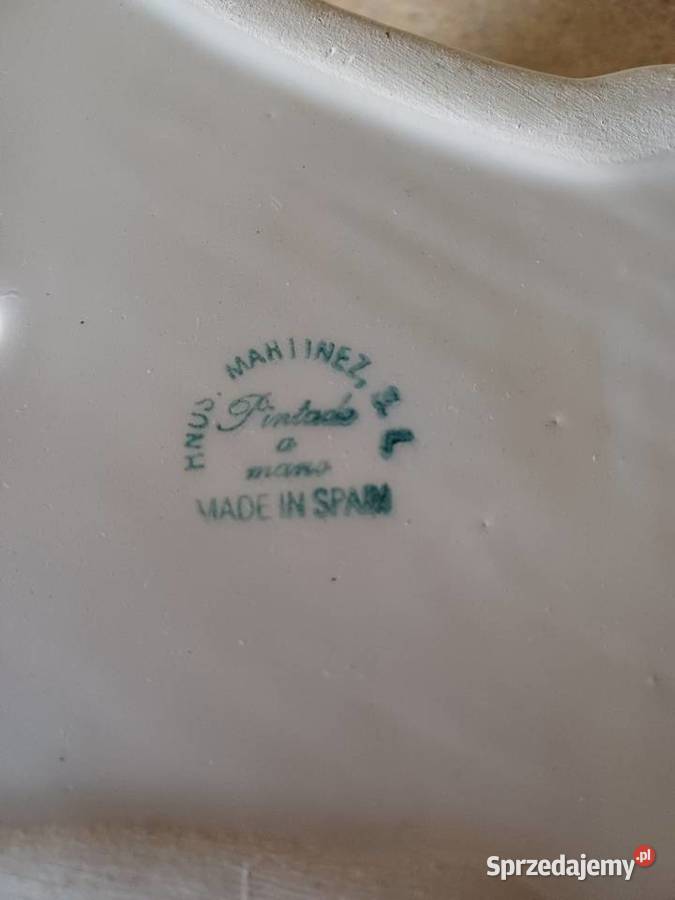 HNOS. MARTINEZ, S. L.
Pintado
a
mano
MADE IN SPAIN
Sprzedajemy.pl